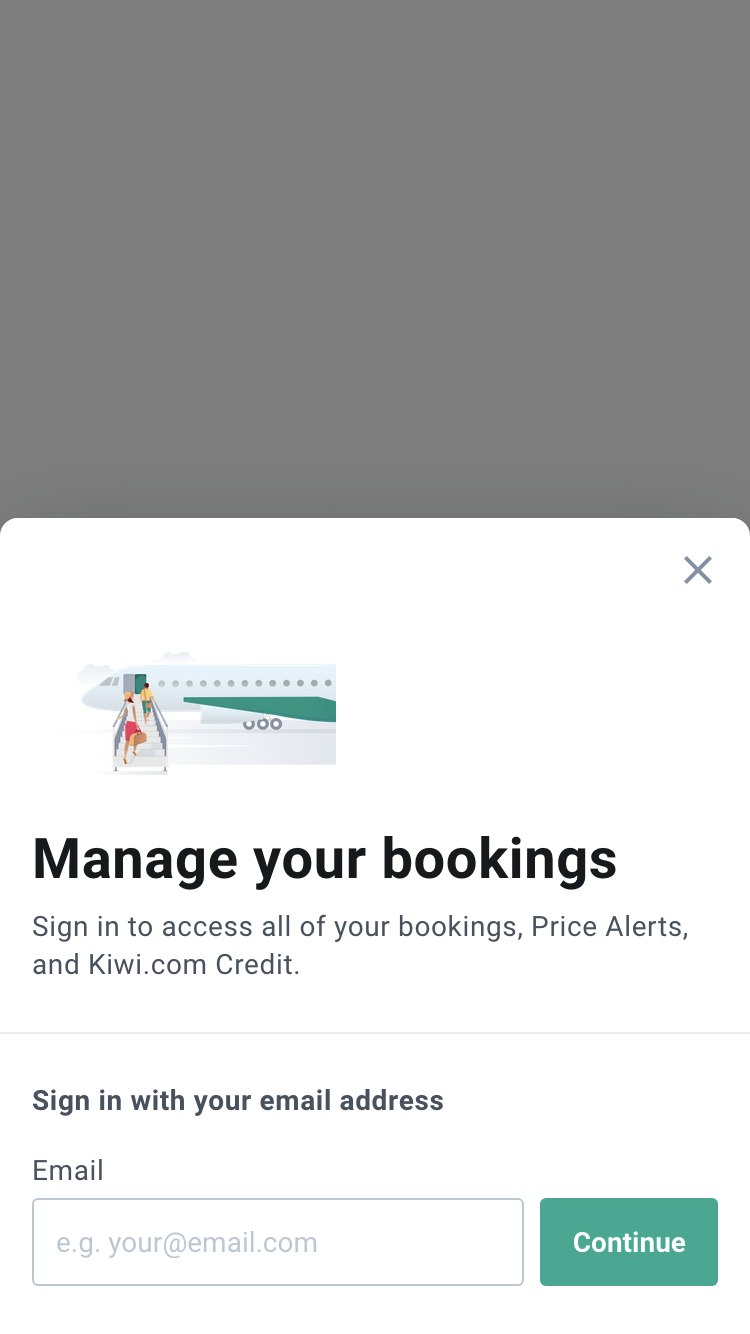 Manage your bookings
Sign in to access all of your bookings, Price Alerts,
and Kiwi.com Credit.
Sign in with your email address
Email
e.g. your@email.com
Continue